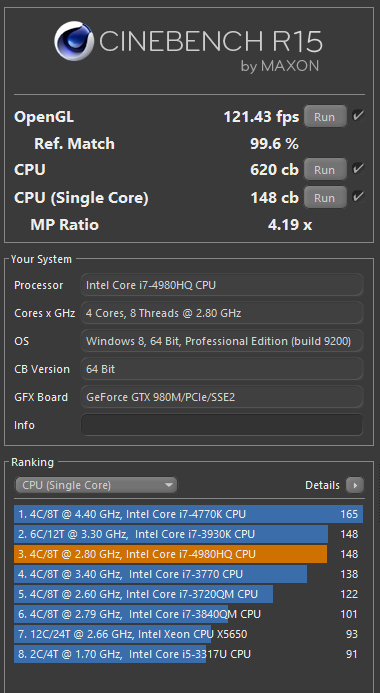 CINEBENCH R15
by MAXON
OpenGL 121.43 fps Run
Ref. Match 99.6 %
CPU 620 cb Run
CPU (Single Core) 148 cb Run
MP Ratio 4.19 x
Your System
Processor Intel Core i7-4980HQ CPU
Cores x GHz 4 Cores, 8 Threads @ 2.80 GHz
OS Windows 8, 64 Bit, Professional Edition (build 9200)
CB Version 64 Bit
GFX Board GeForce GTX 980M/PCIe/SSE2
Info
Ranking
CPU (Single Core) Details
1. 4C/8T @ 4.40 GHz, Intel Core i7-4770K CPU 165
2. 6C/12T @ 3.30 GHz, Intel Core i7-3930K CPU 148
3. 4C/8T @ 2.80 GHz, Intel Core i7-4980HQ CPU 148
4. 4C/8T @ 3.40 GHz, Intel Core i7-3770 CPU 138
5. 4C/8T @ 2.60 GHz, Intel Core i7-3720QM CPU 122
6. 4C/8T @ 2.79 GHz, Intel Core i7-3840QM CPU 101
7. 12C/24T @ 2.66 GHz, Intel Xeon CPU X5650 93
8. 2C/4T @ 1.70 GHz, Intel Core i5-3317U CPU 91